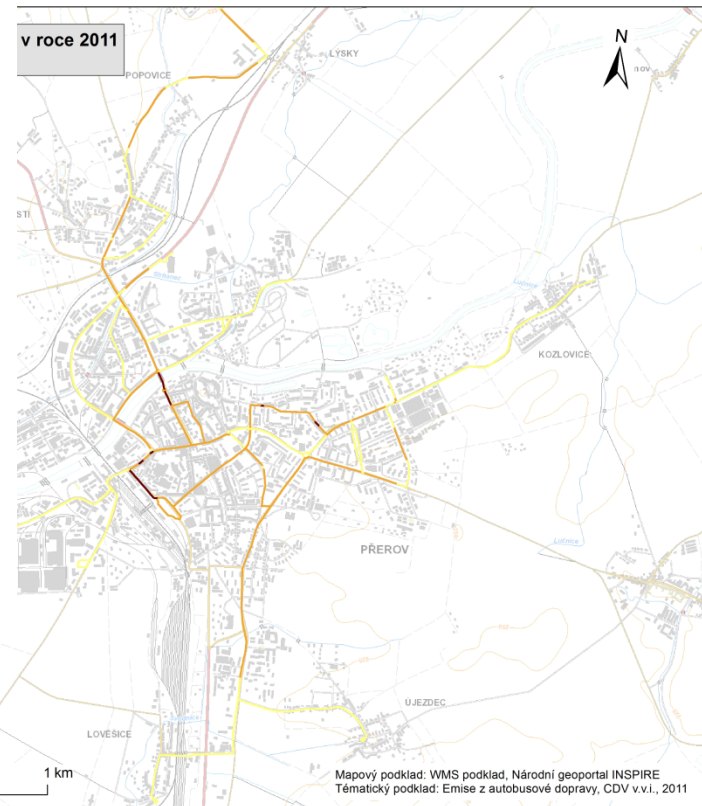 v roce 2011
N
LÝSKY
POPOVICE
KOZLOVICE
PŘEROV
ÚJEZDEC
LOVĚŠICE
1 km
Mapový podklad: WMS podklad, Národní geoportal INSPIRE
Tématický podklad: Emise z autobusové dopravy, CDV v.v.i., 2011